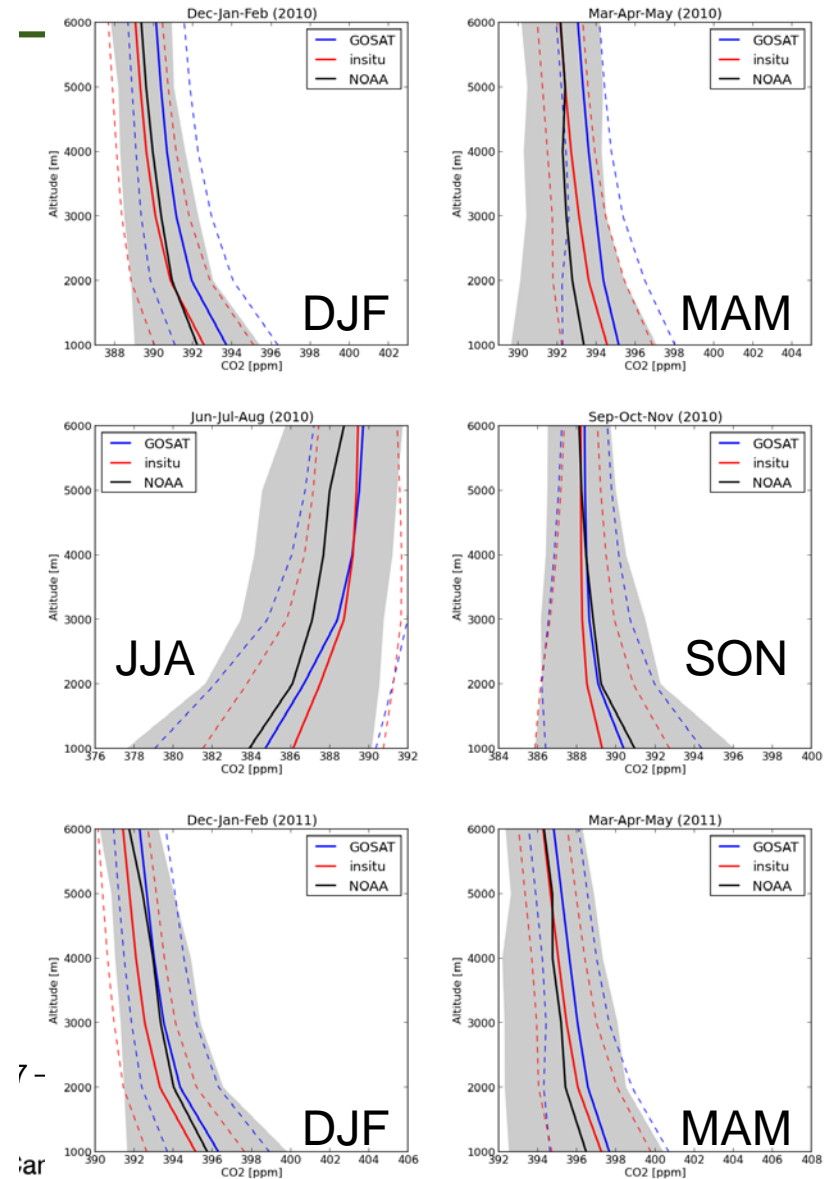 Dec-Jan-Feb (2010)
6000
5000
4000
3000
2000
1000
Altitude [m]
GOSAT
insitu
NOAA
DJF
388 390 392 394 396 398 400 402
CO2 [ppm]
Mar-Apr-May (2010)
6000
5000
4000
3000
2000
1000
Altitude [m]
GOSAT
insitu
NOAA
MAM
390 392 394 396 398 400 402 404
CO2 [ppm]
Jun-Jul-Aug (2010)
6000
5000
4000
3000
2000
1000
Altitude [m]
GOSAT
insitu
NOAA
JJA
376 378 380 382 384 386 388 390 392
CO2 [ppm]
Sep-Oct-Nov (2010)
6000
5000
4000
3000
2000
1000
Altitude [m]
GOSAT
insitu
NOAA
SON
384 386 388 390 392 394 396 398 400
CO2 [ppm]
Dec-Jan-Feb (2011)
6000
5000
4000
3000
2000
1000
Altitude [m]
GOSAT
insitu
NOAA
DJF
390 392 394 396 398 400 402 404 406
CO2 [ppm]
Mar-Apr-May (2011)
6000
5000
4000
3000
2000
1000
Altitude [m]
GOSAT
insitu
NOAA
MAM
392 394 396 398 400 402 404 406 408
CO2 [ppm]
7 –